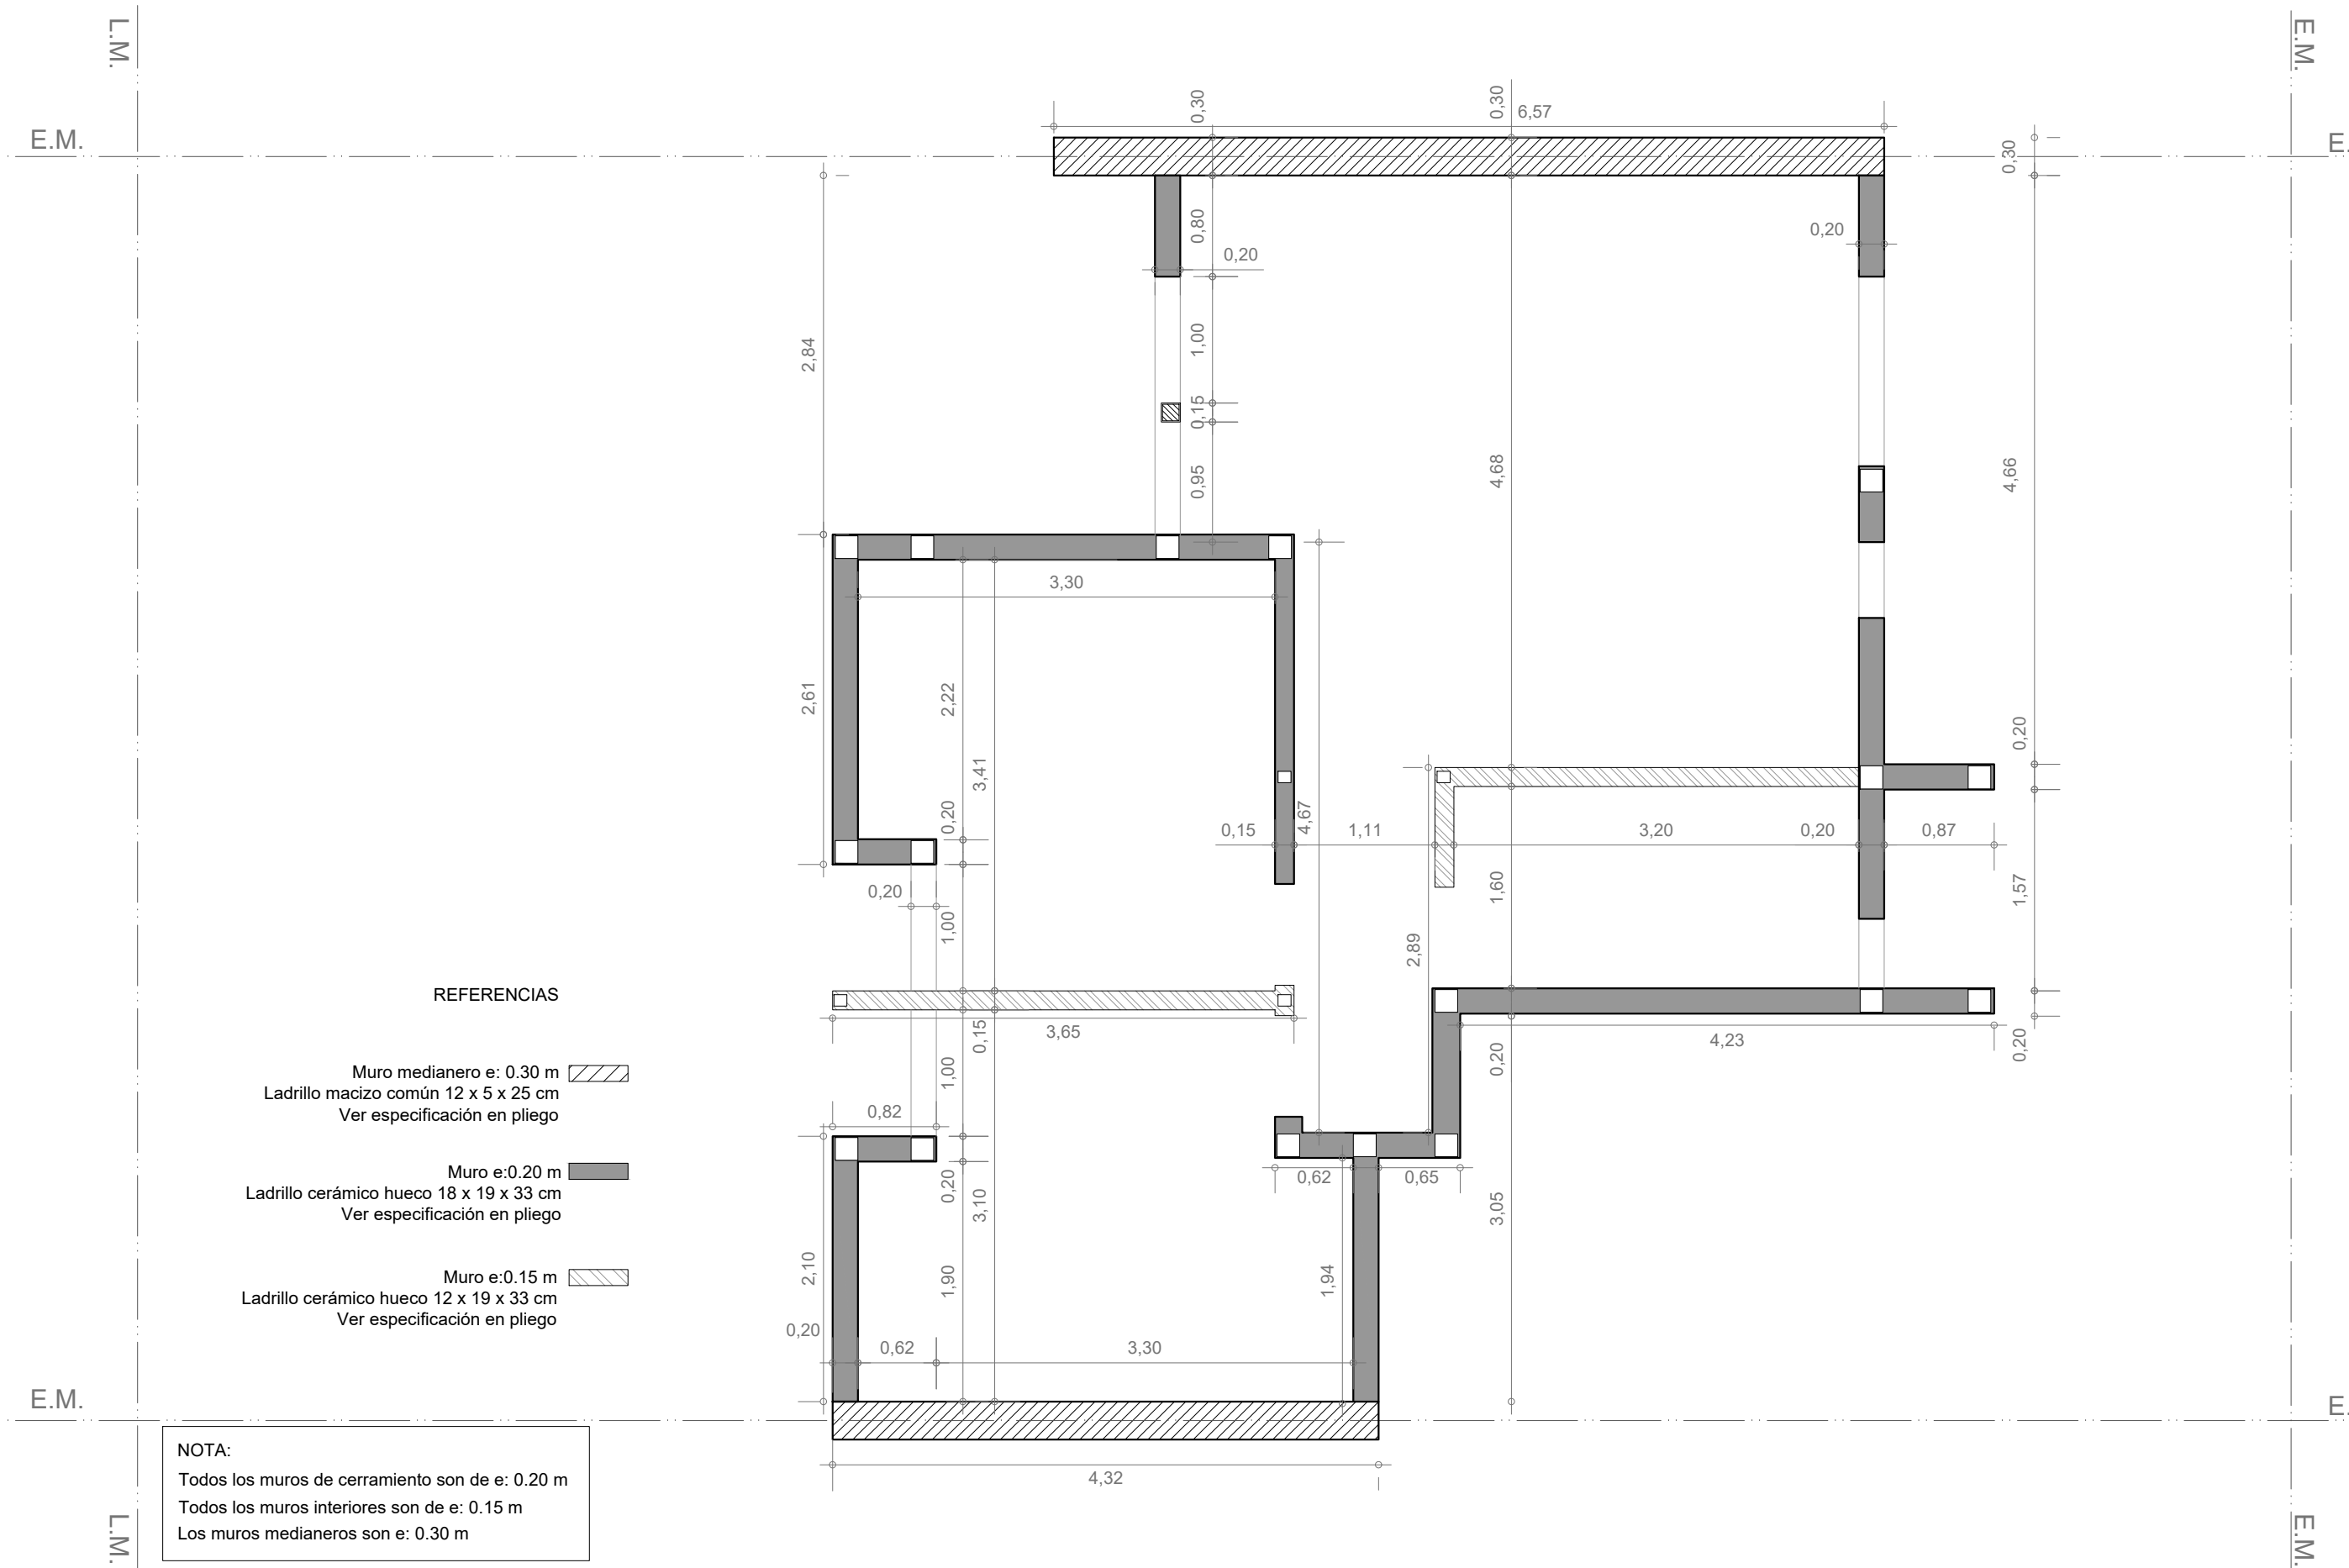 L.M.
E.M.
E.M.
E.
0,30
0,30
6,57
0,30
0,80
0,20
0,20
2,84
1,00
0,15
0,95
4,68
4,66
3,30
2,61
2,22
3,41
0,20
0,20
4,67
0,15
1,11
3,20
0,20
0,87
0,20
1,00
1,60
1,57
2,89
REFERENCIAS
3,65
0,15
4,23
0,20
0,20
Muro medianero e: 0.30 m
Ladrillo macizo común 12 x 5 x 25 cm
Ver especificación en pliego
1,00
0,82
Muro e:0.20 m
Ladrillo cerámico hueco 18 x 19 x 33 cm
Ver especificación en pliego
0,20
3,10
0,62
0,65
3,05
Muro e:0.15 m
Ladrillo cerámico hueco 12 x 19 x 33 cm
Ver especificación en pliego
2,10
1,90
1,94
0,20
0,62
3,30
E.M.
E.
4,32
NOTA:
Todos los muros de cerramiento son de e: 0.20 m
Todos los muros interiores son de e: 0.15 m
Los muros medianeros son e: 0.30 m
L.M.
E.M.